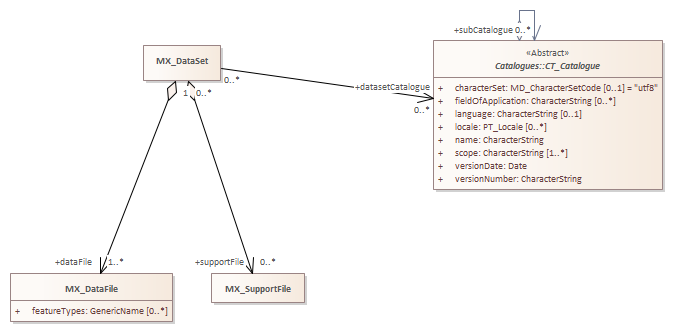 +subCatalogue 0..*
MX_DataSet
«Abstract»
Catalogues::CT_Catalogue
0..*
+datasetCatalogue
0..*
1 0..*
+ characterSet: MD_CharacterSetCode [0..1] = "utf8"
+ fieldOfApplication: CharacterString [0..*]
+ language: CharacterString [0..1]
+ locale: PT_Locale [0..*]
+ name: CharacterString
+ scope: CharacterString [1..*]
+ versionDate: Date
+ versionNumber: CharacterString
+dataFile 1..*
+supportFile 0..*
MX_DataFile
+ featureTypes: GenericName [0..*]
MX_SupportFile